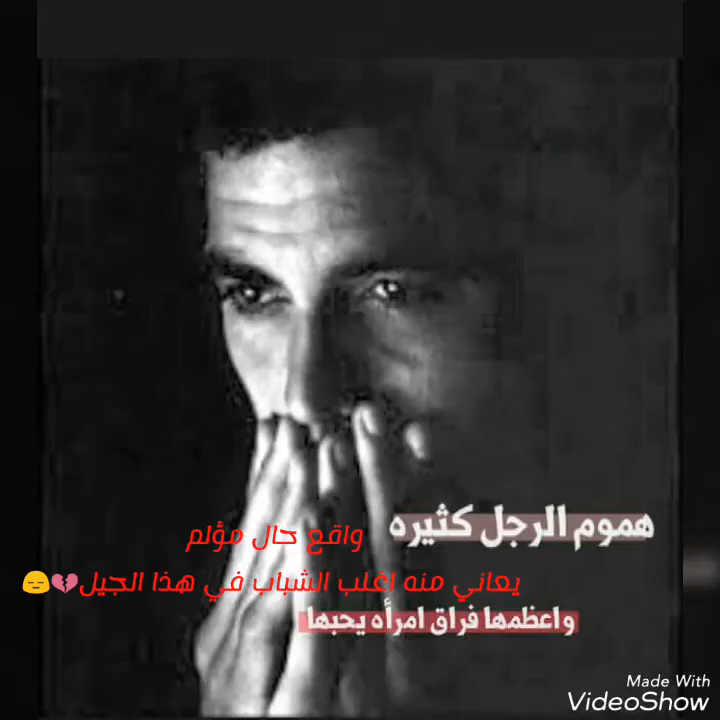 هموم الرجل كثيره
واقع حال مؤلم
يعاني منه اغلب الشباب في هذا الجيل💔😑
واعظمها فراق امرأه يحبها
Made With
VideoShow